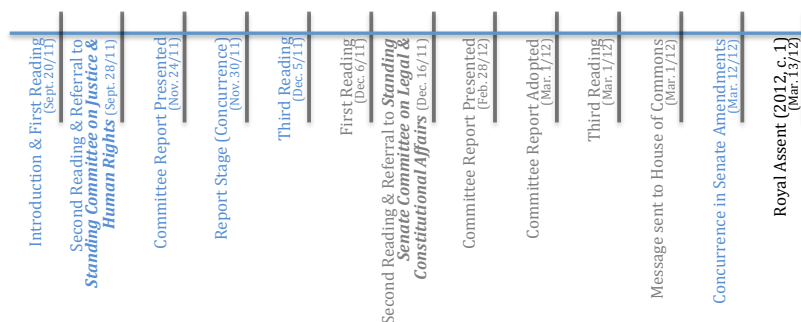 Introduction & First Reading
(Sept. 20/11)
Second Reading & Referral to
Standing Committee on Justice &
Human Rights (Sept. 28/11)
Committee Report Presented
(Nov. 24/11)
Report Stage (Concurrence)
(Nov. 30/11)
Third Reading
(Dec. 5/11)
First Reading
(Dec. 6/11)
Second Reading & Referral to Standing
Senate Committee on Legal &
Constitutional Affairs (Dec. 16/11)
Committee Report Presented
(Feb. 28/12)
Committee Report Adopted
(Mar. 1/12)
Third Reading
(Mar. 1/12)
Message sent to House of Commons
(Mar. 1/12)
Concurrence in Senate Amendments
(Mar. 12/12)
Royal Assent (2012, c. 1)
(Mar.13/12)